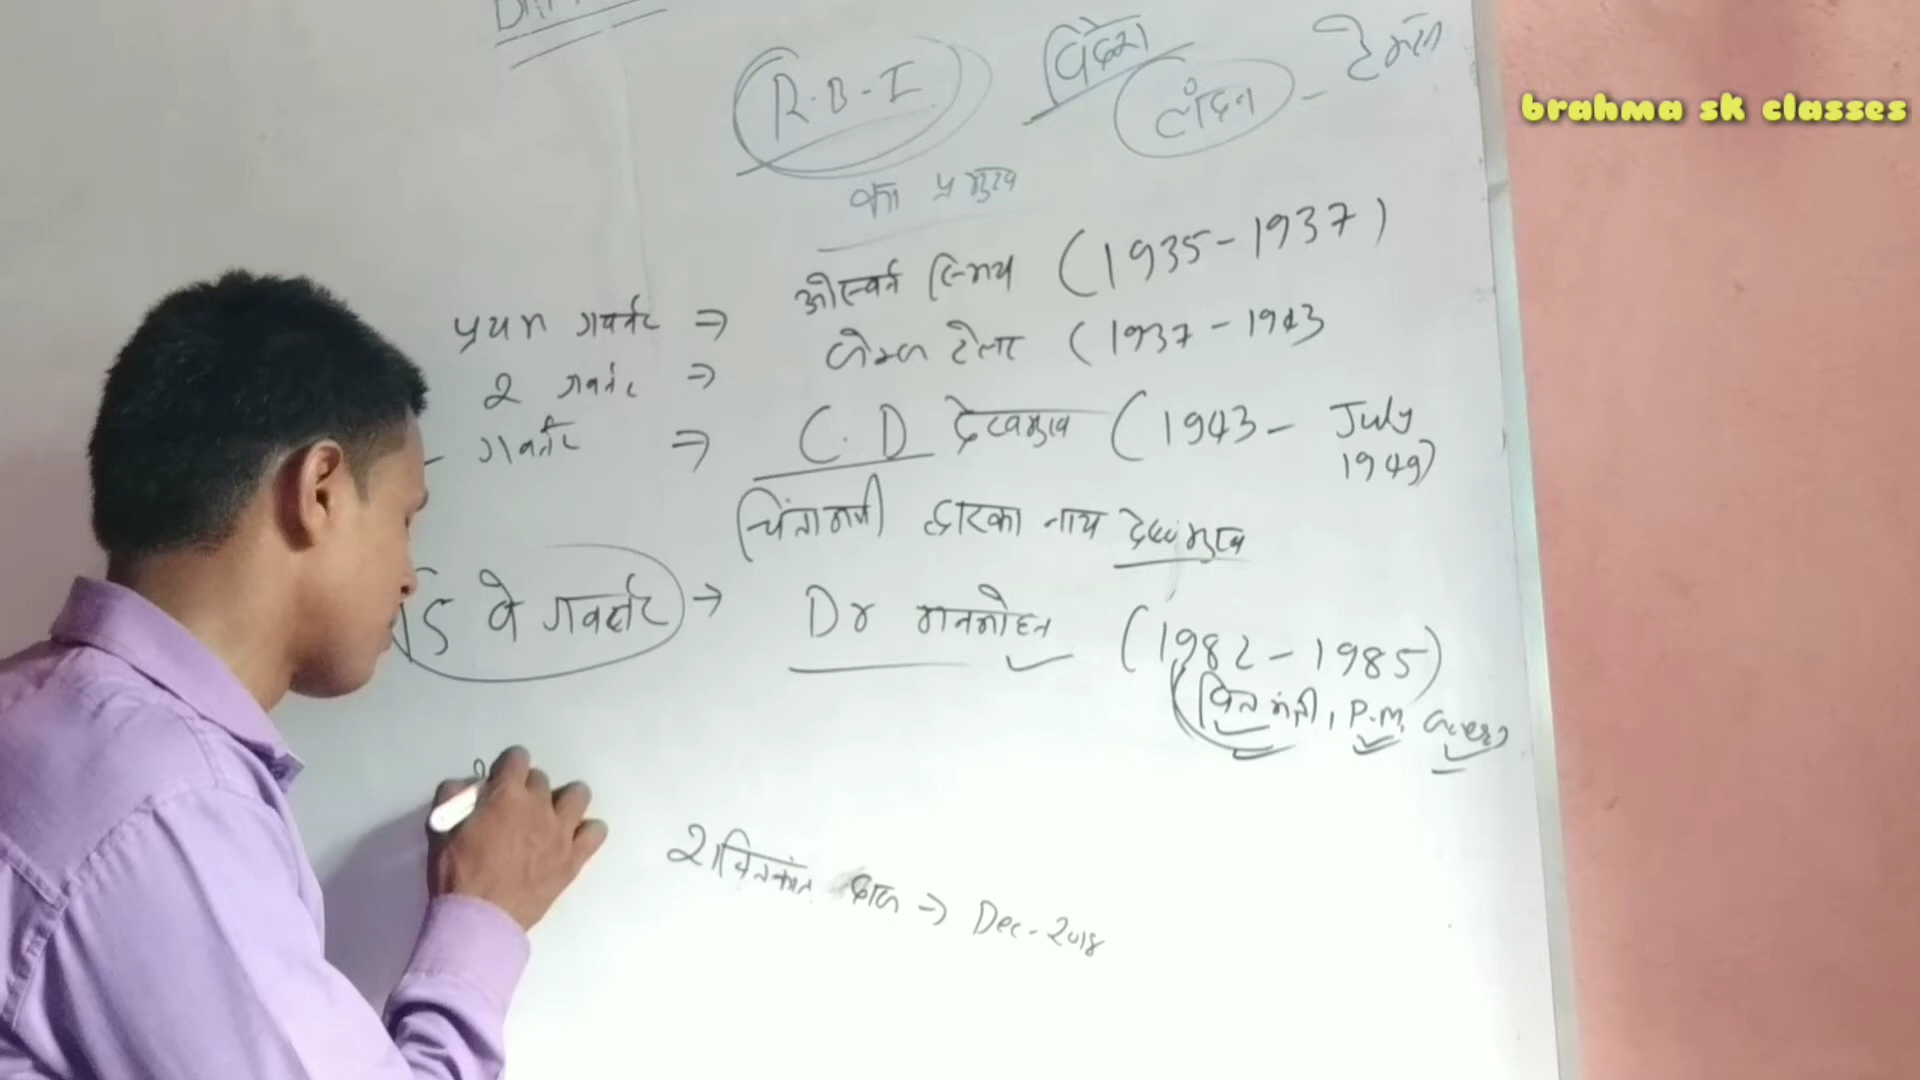 R.B.I
विदेश
लंदन - टेम्स
का प्रमुख
प्रथम गवर्नर ⇒ ओस्बर्न स्मिथ (1935-1937)
2 गवर्नर ⇒ जेम्स टेलर (1937-1943
गवर्नर ⇒ C.D देशमुख (1943- July 1949)
चिंतामणी द्वारका नाथ देशमुख
15 वे गवर्नर → Dr मनमोहन (1982-1985)
(वित मंत्री, P.M,
शक्तिकांत दास ⇒ Dec-2018
brahma sk classes